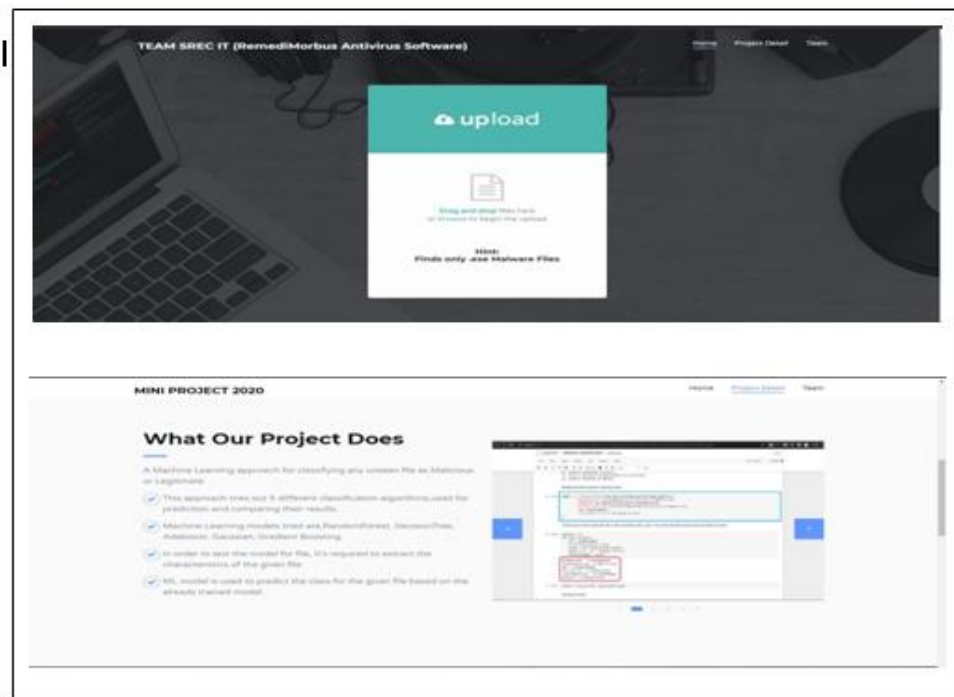 TEAM SREC IT (RemediMorbus Antivirus Software)
Home Project Detail Team
upload
Drag and drop files here
or browse to begin the upload
Hint:
Finds only .exe Malware Files
MINI PROJECT 2020
Home Project Detail Team
What Our Project Does
A Machine Learning approach for classifying any unseen file as Malicious
or Legitimate
This approach tries out 5 different classification algorithms,used for
prediction and comparing their results.
Machine Learning models tried are,RandomForest, DecisionTree,
Adaboost, Gaussian, Gradient Boosting.
In order to test the model for file, it's required to extract the
characteristics of the given file.
ML model is used to predict the class for the given file based on the
already trained model.